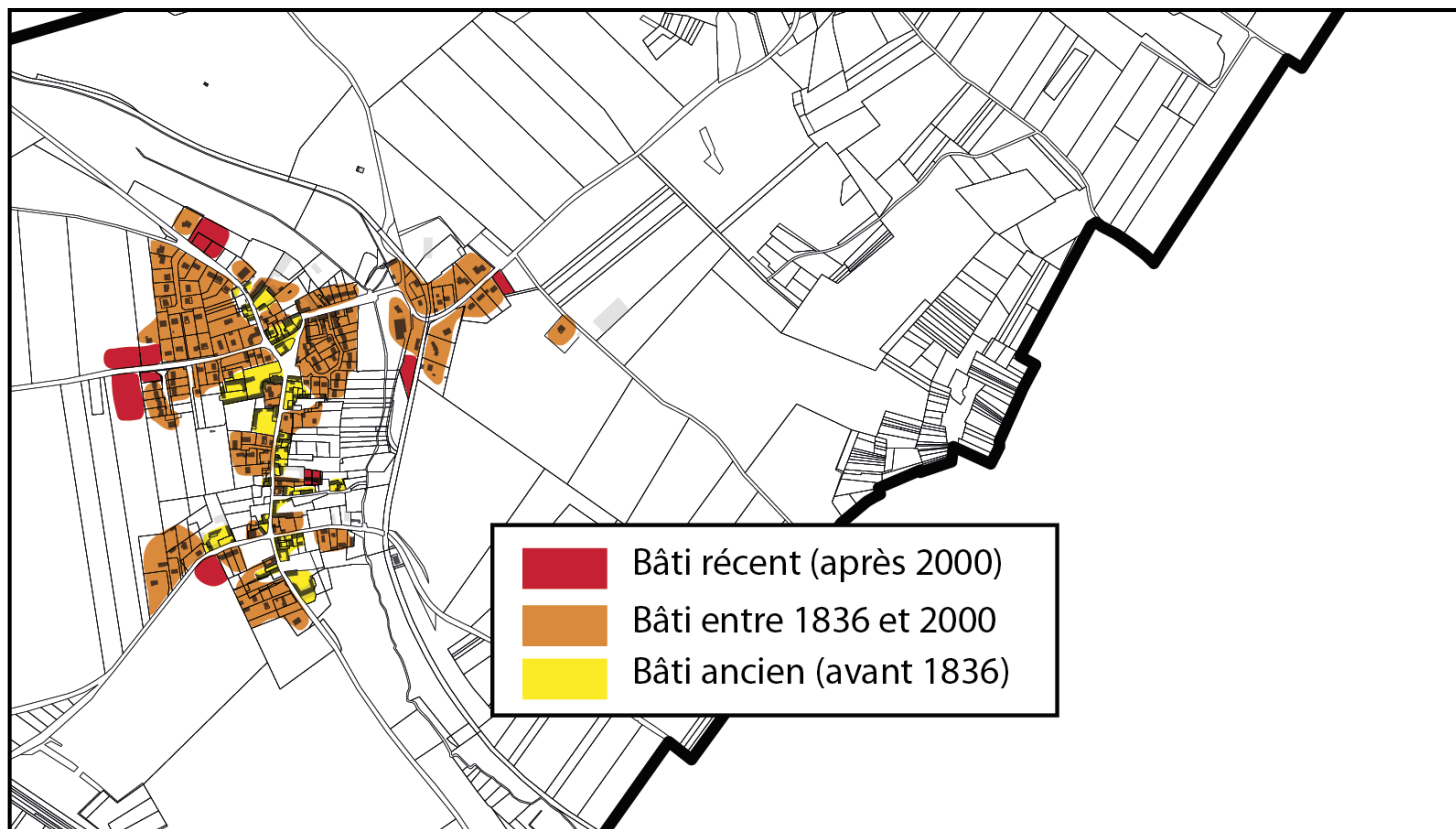 Bâti récent (après 2000)
Bâti entre 1836 et 2000
Bâti ancien (avant 1836)